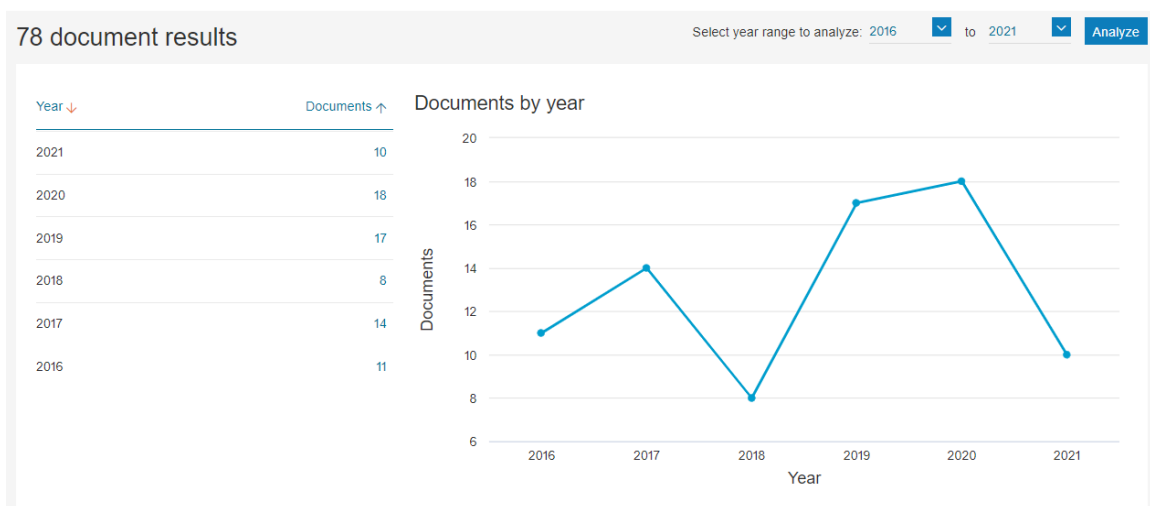 78 document results
Select year range to analyze: 2016 to 2021 Analyze
Year Documents
2021 10
2020 18
2019 17
2018 8
2017 14
2016 11
Documents by year
20
18
16
14
12
10
8
6
Documents
2016 2017 2018 2019 2020 2021
Year